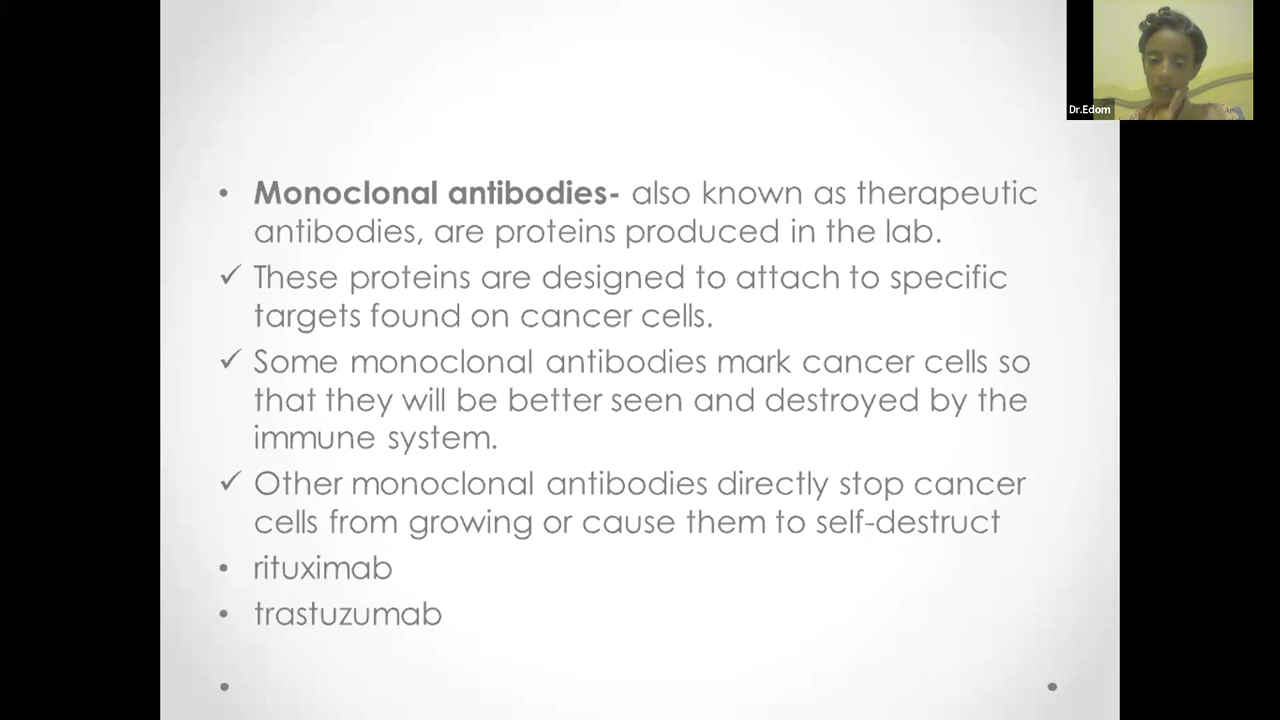 Dr.Edom
• Monoclonal antibodies- also known as therapeutic
antibodies, are proteins produced in the lab.
✓ These proteins are designed to attach to specific
targets found on cancer cells.
✓ Some monoclonal antibodies mark cancer cells so
that they will be better seen and destroyed by the
immune system.
✓ Other monoclonal antibodies directly stop cancer
cells from growing or cause them to self-destruct
• rituximab
• trastuzumab